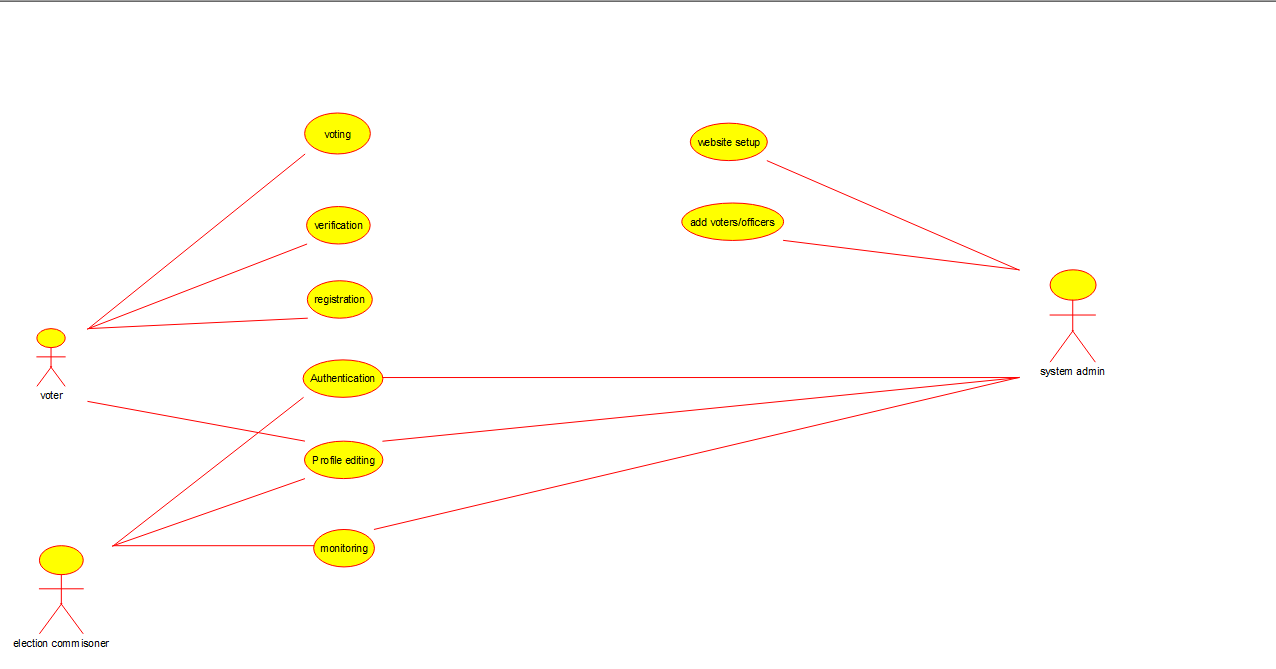 voting
website setup
verification
add voters/officers
registration
Authentication
system admin
voter
Profile editing
monitoring
election commisoner